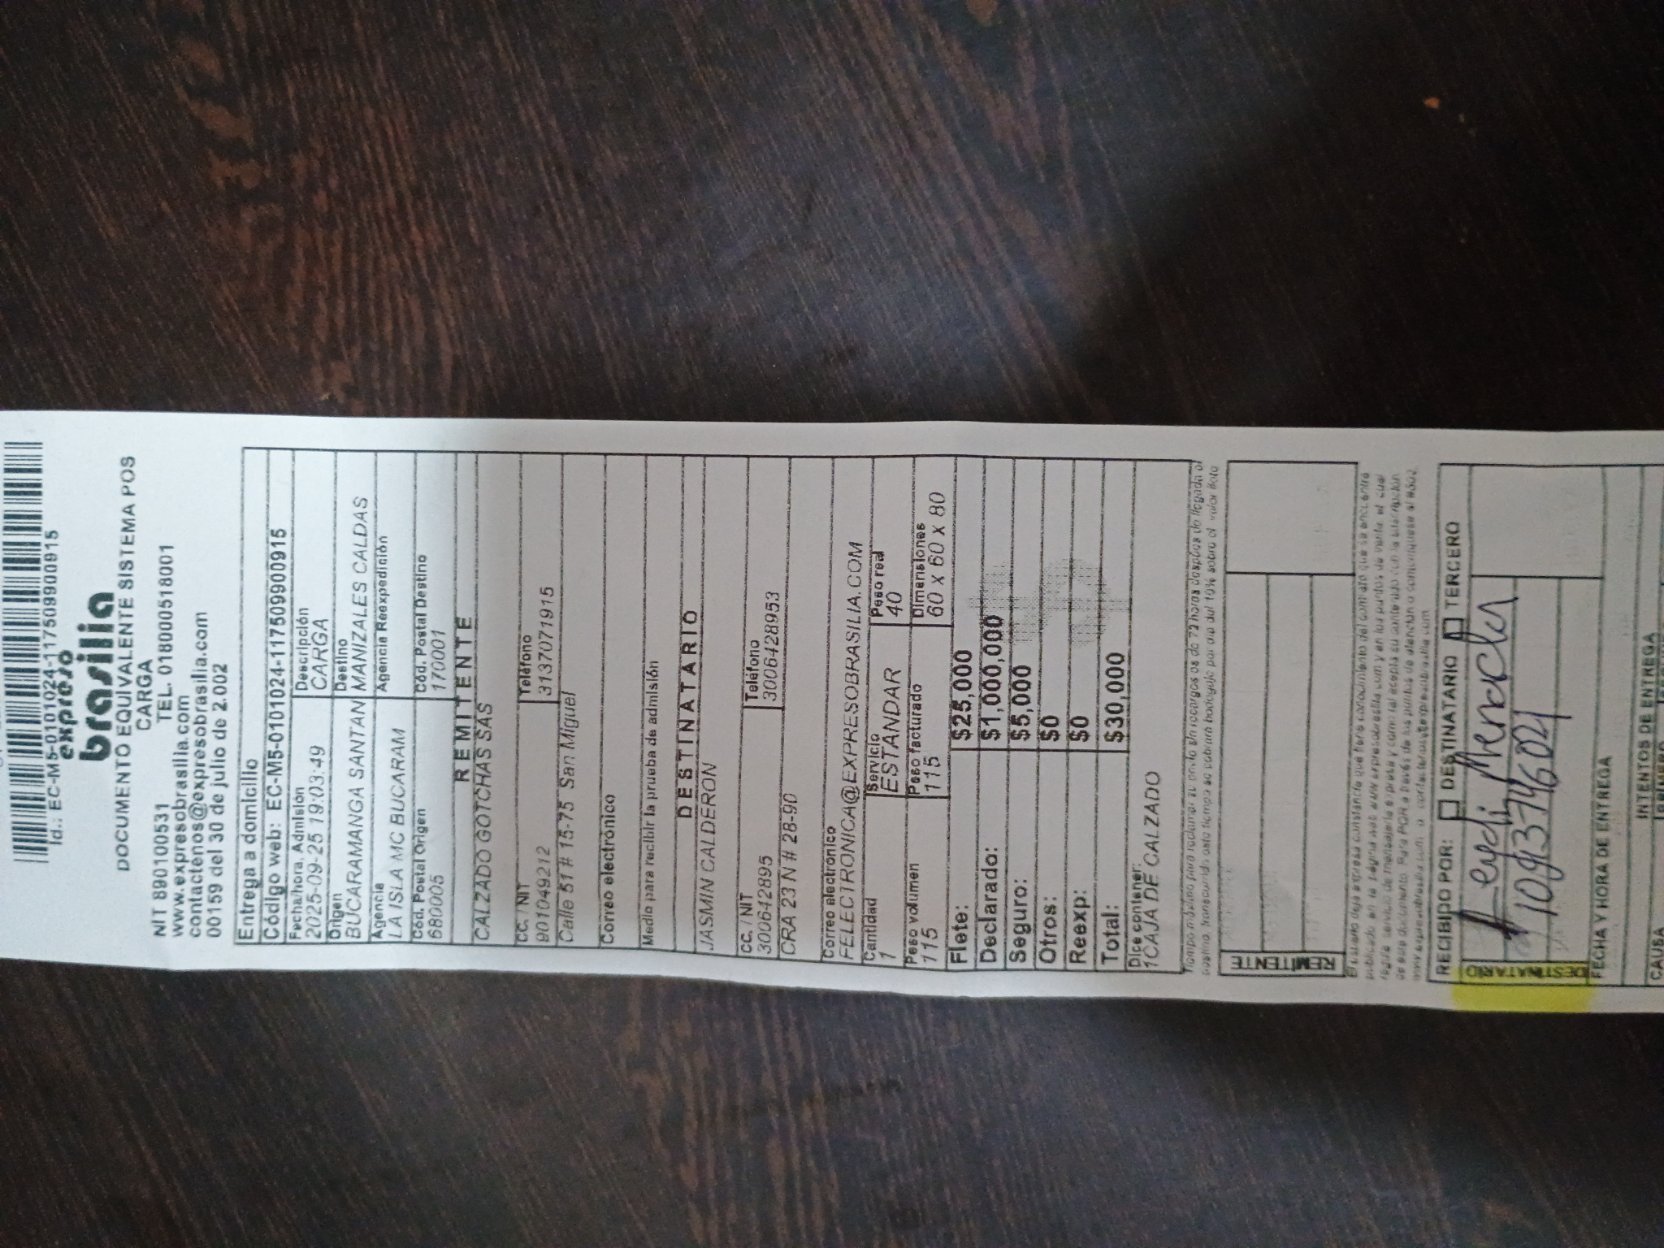 Id.: EC-M5-0101024-1175099900915
expreso
brasilia
DOCUMENTO EQUIVALENTE SISTEMA POS
CARGA
NIT 890100531 TEL. 018000518001
www.expresobrasilia.com
contactenos@expresobrasilia.com
00159 del 30 de julio de 2.002
Entrega a domicilio
Código web: EC-M5-0101024-1175099900915
Fecha/hora. Admisión Descripción
2025-09-25 19:03:49 CARGA
Origen Destino
BUCARAMANGA SANTAN MANIZALES CALDAS
Agencia Agencia Reexpedición
LA ISLA MC BUCARAM
Cód. Postal Origen Cód. Postal Destino
680005 170001
REMITENTE
CALZADO GOTCHAS SAS
CC. / NIT Teléfono
901049212 3137071915
Calle 51 # 15-75 San Miguel
Correo electrónico
Medio para recibir la prueba de admisión
DESTINATARIO
JASMIN CALDERON
CC. / NIT Teléfono
3006428895 3006428953
CRA 23 N # 28-90
Correo electrónico
FELECTRONICA@EXPRESOBRASILIA.COM
Cantidad Servicio Peso real
1 ESTANDAR 40
Peso volumen Peso facturado Dimensiones
115 115 60 x 60 x 80
Flete: $25,000
Declarado: $1,000,000
Seguro: $5,000
Otros: $0
Reexp: $0
Total: $30,000
Dice contener:
1CAJA DE CALZADO
REMITENTE
RECIBIDO POR: DESTINATARIO TERCERO
DESTINATARIO
1093774604
FECHA Y HORA DE ENTREGA
INTENTOS DE ENTREGA
CAUSA